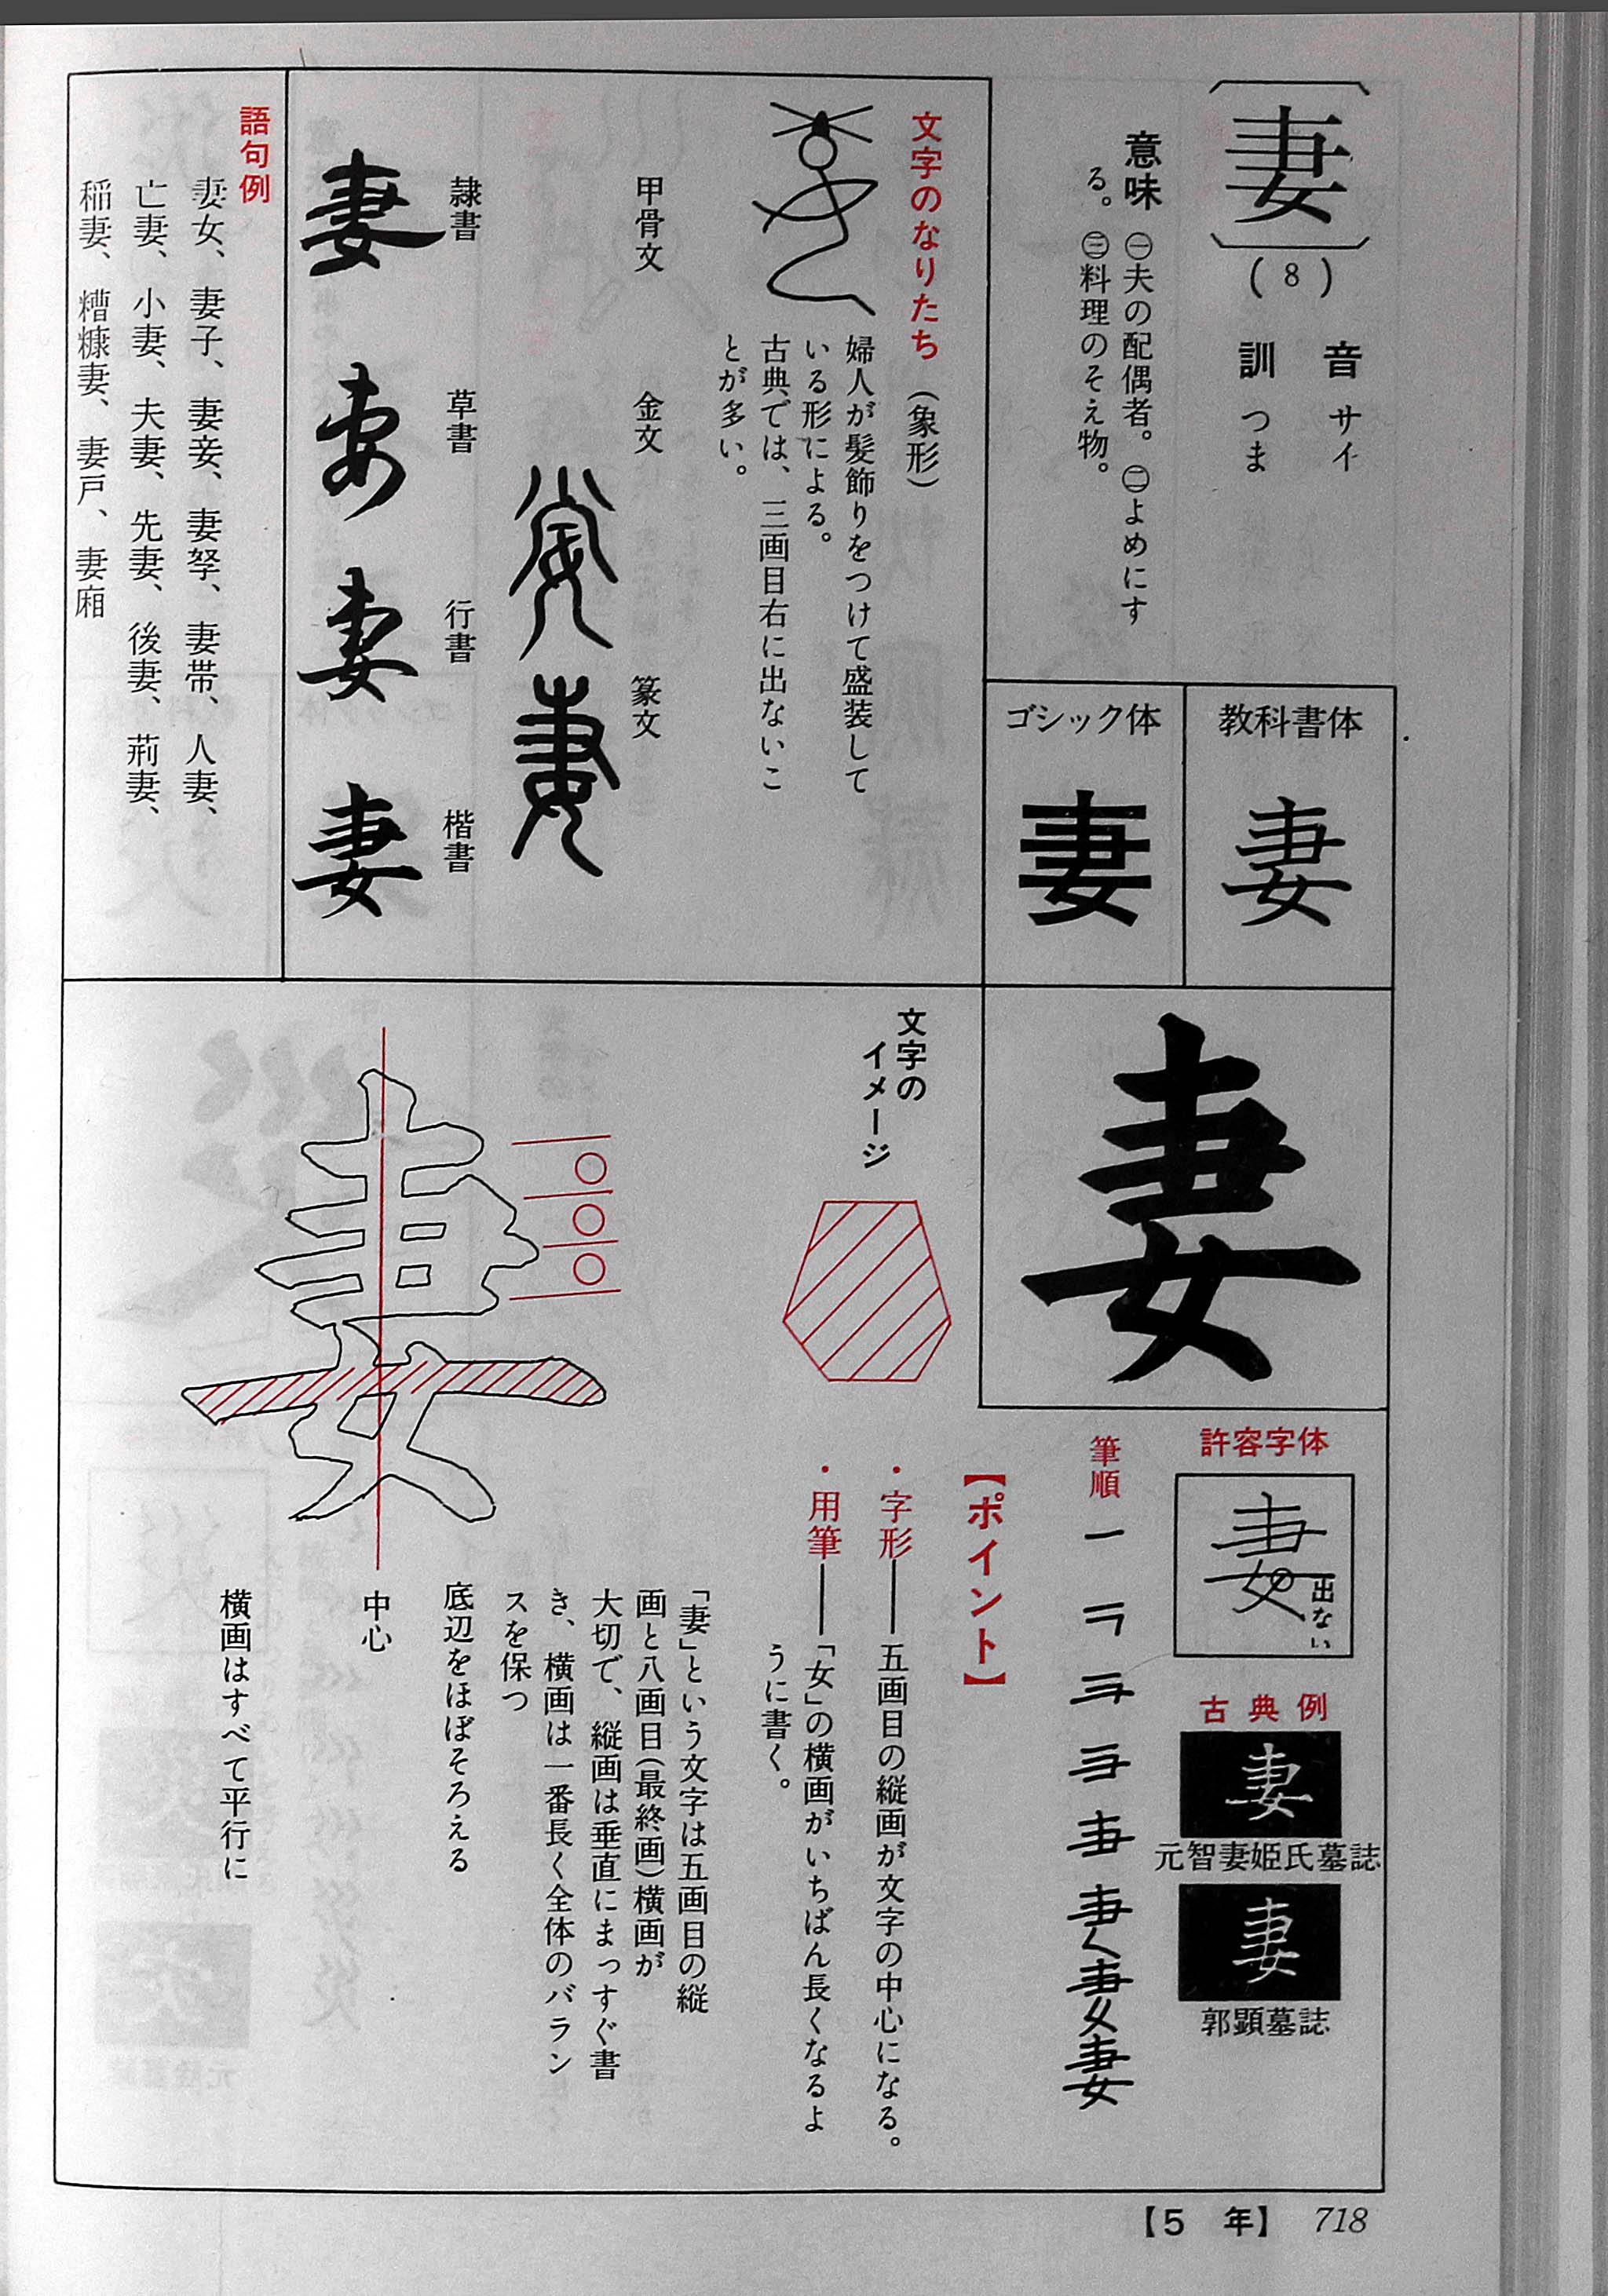 〔妻〕(8)
音 サイ
訓 つま
意味 ㊀夫の配偶者。㊁よめにす
る。㊂料理のそえ物。
教科書体
妻
ゴシック体
妻
文字のなりたち（象形）
婦人が髪飾りをつけて盛装して
いる形による。
古典では、三画目右に出ないこ
とが多い。
甲骨文 金文 篆文
隷書 草書 行書 楷書
妻 妻 妻 妻
語句例
妻女、妻子、妻妾、妻孥、妻帯、人妻、
亡妻、小妻、夫妻、先妻、後妻、荊妻、
稲妻、糟糠妻、妻戸、妻廂
妻
許容字体
妻
出ない
古典例
妻
元智妻姫氏墓誌
妻
郭顕墓誌
筆順
妻
文字の
イメージ
【ポイント】
・字形――五画目の縦画が文字の中心になる。
・用筆――「女」の横画がいちばん長くなるよ
うに書く。
「妻」という文字は五画目の縦
画と八画目(最終画)横画が
大切で、縦画は垂直にまっすぐ書
き、横画は一番長く全体のバラン
スを保つ
底辺をほぼそろえる
中心
横画はすべて平行に
妻
【5 年】 718